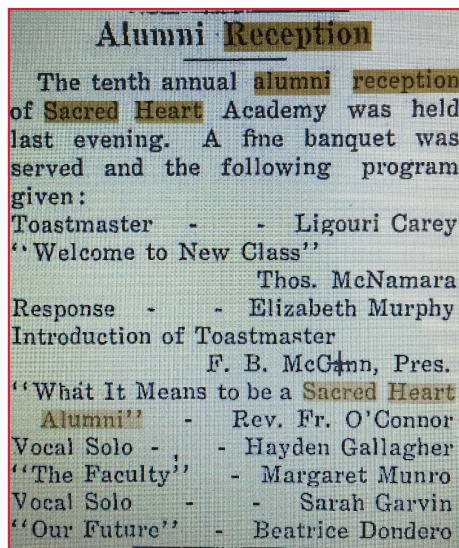 Alumni Reception
The tenth annual alumni reception
of Sacred Heart Academy was held
last evening. A fine banquet was
served and the following program
given:
Toastmaster - - Ligouri Carey
"Welcome to New Class"
Thos. McNamara
Response - - Elizabeth Murphy
Introduction of Toastmaster
F. B. McGann, Pres.
"What It Means to be a Sacred Heart
Alumni" - Rev. Fr. O'Connor
Vocal Solo - - Hayden Gallagher
"The Faculty" - Margaret Munro
Vocal Solo - - Sarah Garvin
"Our Future" - Beatrice Dondero